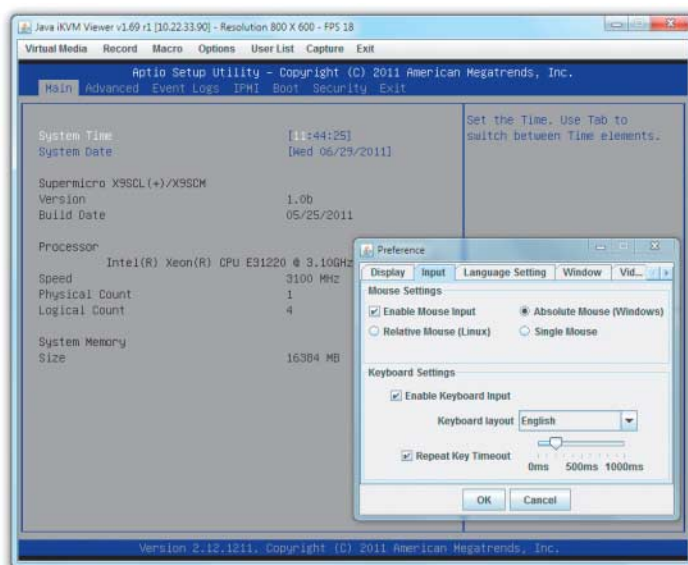 Java iKVM Viewer v1.69 r1 [10.22.33.90] - Resolution 800 X 600 - FPS 18
Virtual Media Record Macro Options User List Capture Exit
Aptio Setup Utility – Copyright (C) 2011 American Megatrends, Inc.
Main Advanced Event Logs IPMI Boot Security Exit
System Time [11:44:25]
System Date [Wed 06/29/2011]
Set the Time. Use Tab to
switch between Time elements.
Supermicro X9SCL(+)/X9SCM
Version 1.0b
Build Date 05/25/2011
Processor
Intel(R) Xeon(R) CPU E31220 @ 3.10GHz
Speed 3100 MHz
Physical Count 1
Logical Count 4
System Memory
Size 16384 MB
Preference
Display Input Language Setting Window Vid...
Mouse Settings
Enable Mouse Input Absolute Mouse (Windows)
Relative Mouse (Linux) Single Mouse
Keyboard Settings
Enable Keyboard Input
Keyboard layout English
Repeat Key Timeout
0ms 500ms 1000ms
OK Cancel
Version 2.12.1211. Copyright (C) 2011 American Megatrends, Inc.